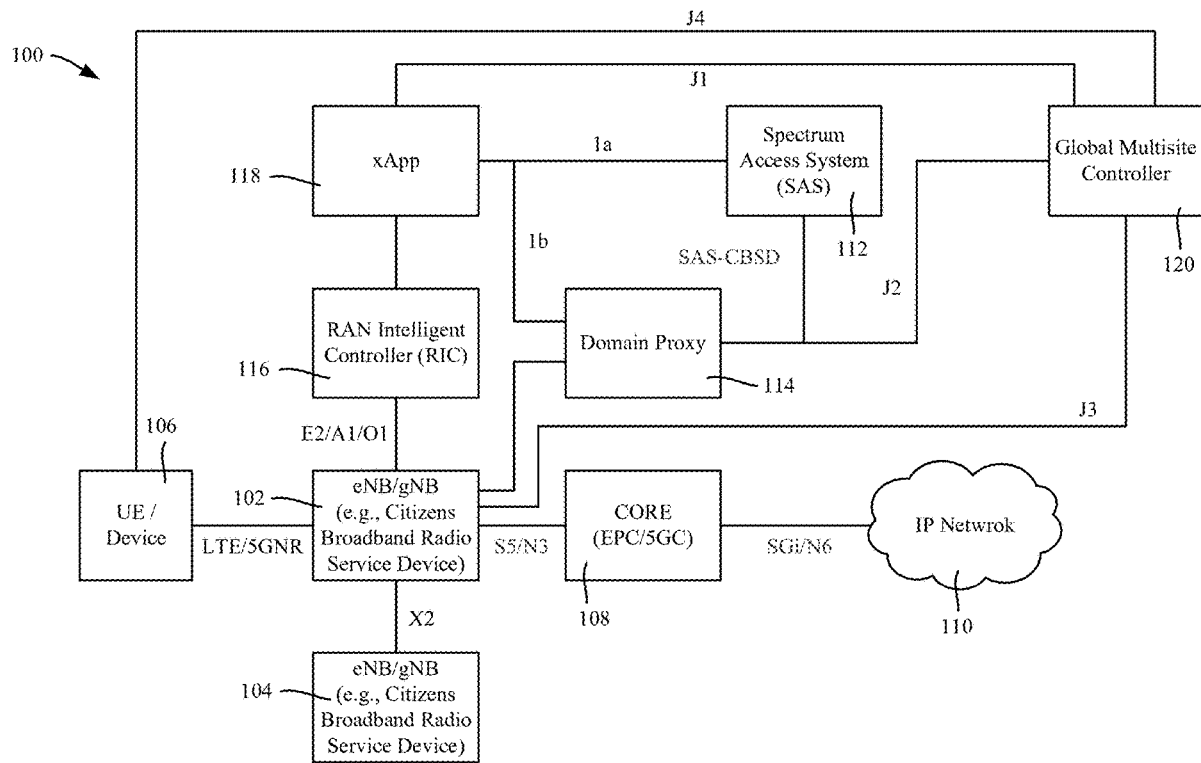 J4
100
J1
xApp
118
1a
Spectrum
Access System
(SAS)
112
Global Multisite
Controller
120
1b
SAS-CBSD
J2
RAN Intelligent
Controller (RIC)
116
Domain Proxy
114
J3
E2/A1/O1
106
UE /
Device
LTE/5GNR
102
eNB/gNB
(e.g., Citizens
Broadband Radio
Service Device)
S5/N3
CORE
(EPC/5GC)
108
SGi/N6
IP Netwrok
110
X2
104
eNB/gNB
(e.g., Citizens
Broadband Radio
Service Device)